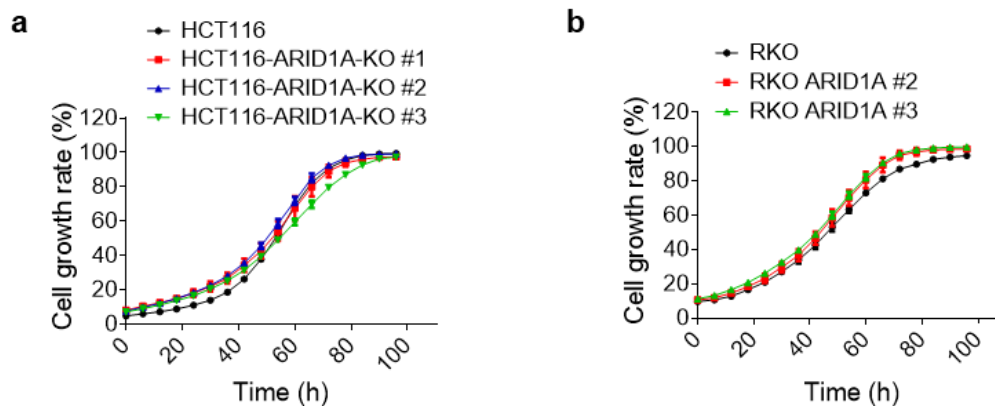 a
HCT116
HCT116-ARID1A-KO #1
HCT116-ARID1A-KO #2
HCT116-ARID1A-KO #3
Cell growth rate (%)
120
100
80
60
40
20
0
0 20 40 60 80 100
Time (h)
b
RKO
RKO ARID1A #2
RKO ARID1A #3
Cell growth rate (%)
120
100
80
60
40
20
0
0 20 40 60 80 100
Time (h)